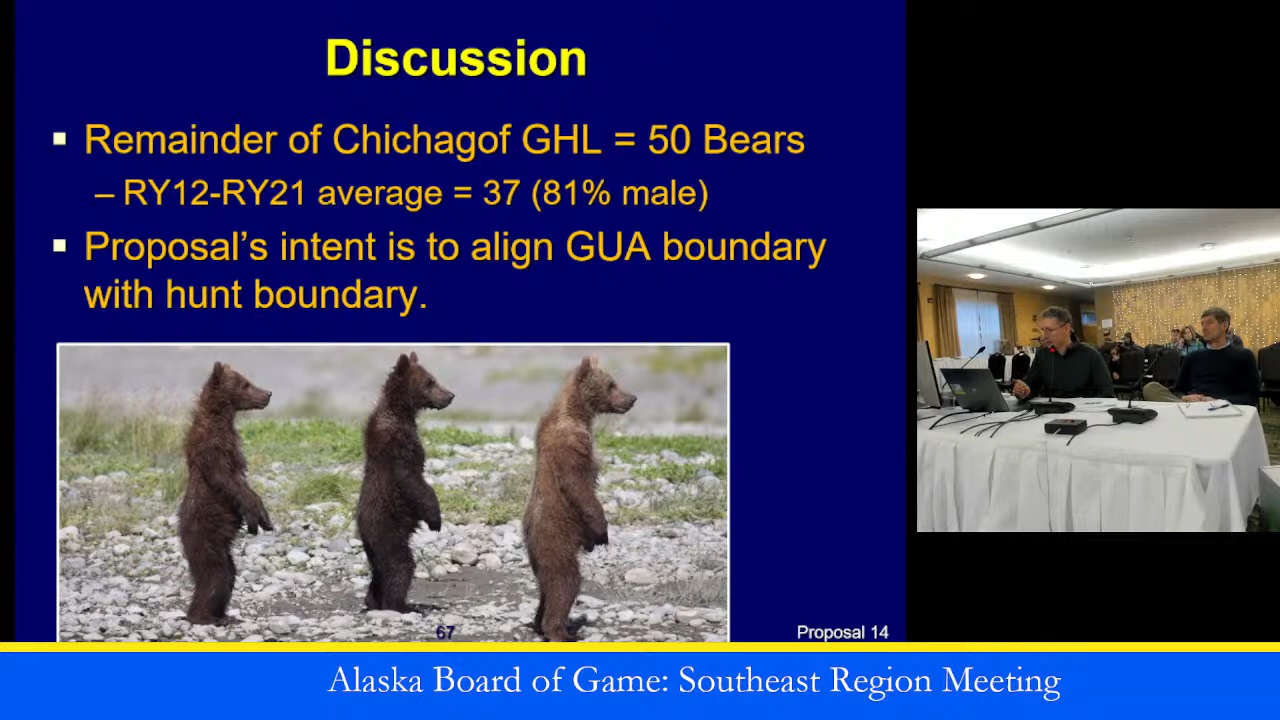 Discussion
▪ Remainder of Chichagof GHL = 50 Bears
– RY12-RY21 average = 37 (81% male)
▪ Proposal's intent is to align GUA boundary
with hunt boundary.
67
Proposal 14
Alaska Board of Game: Southeast Region Meeting